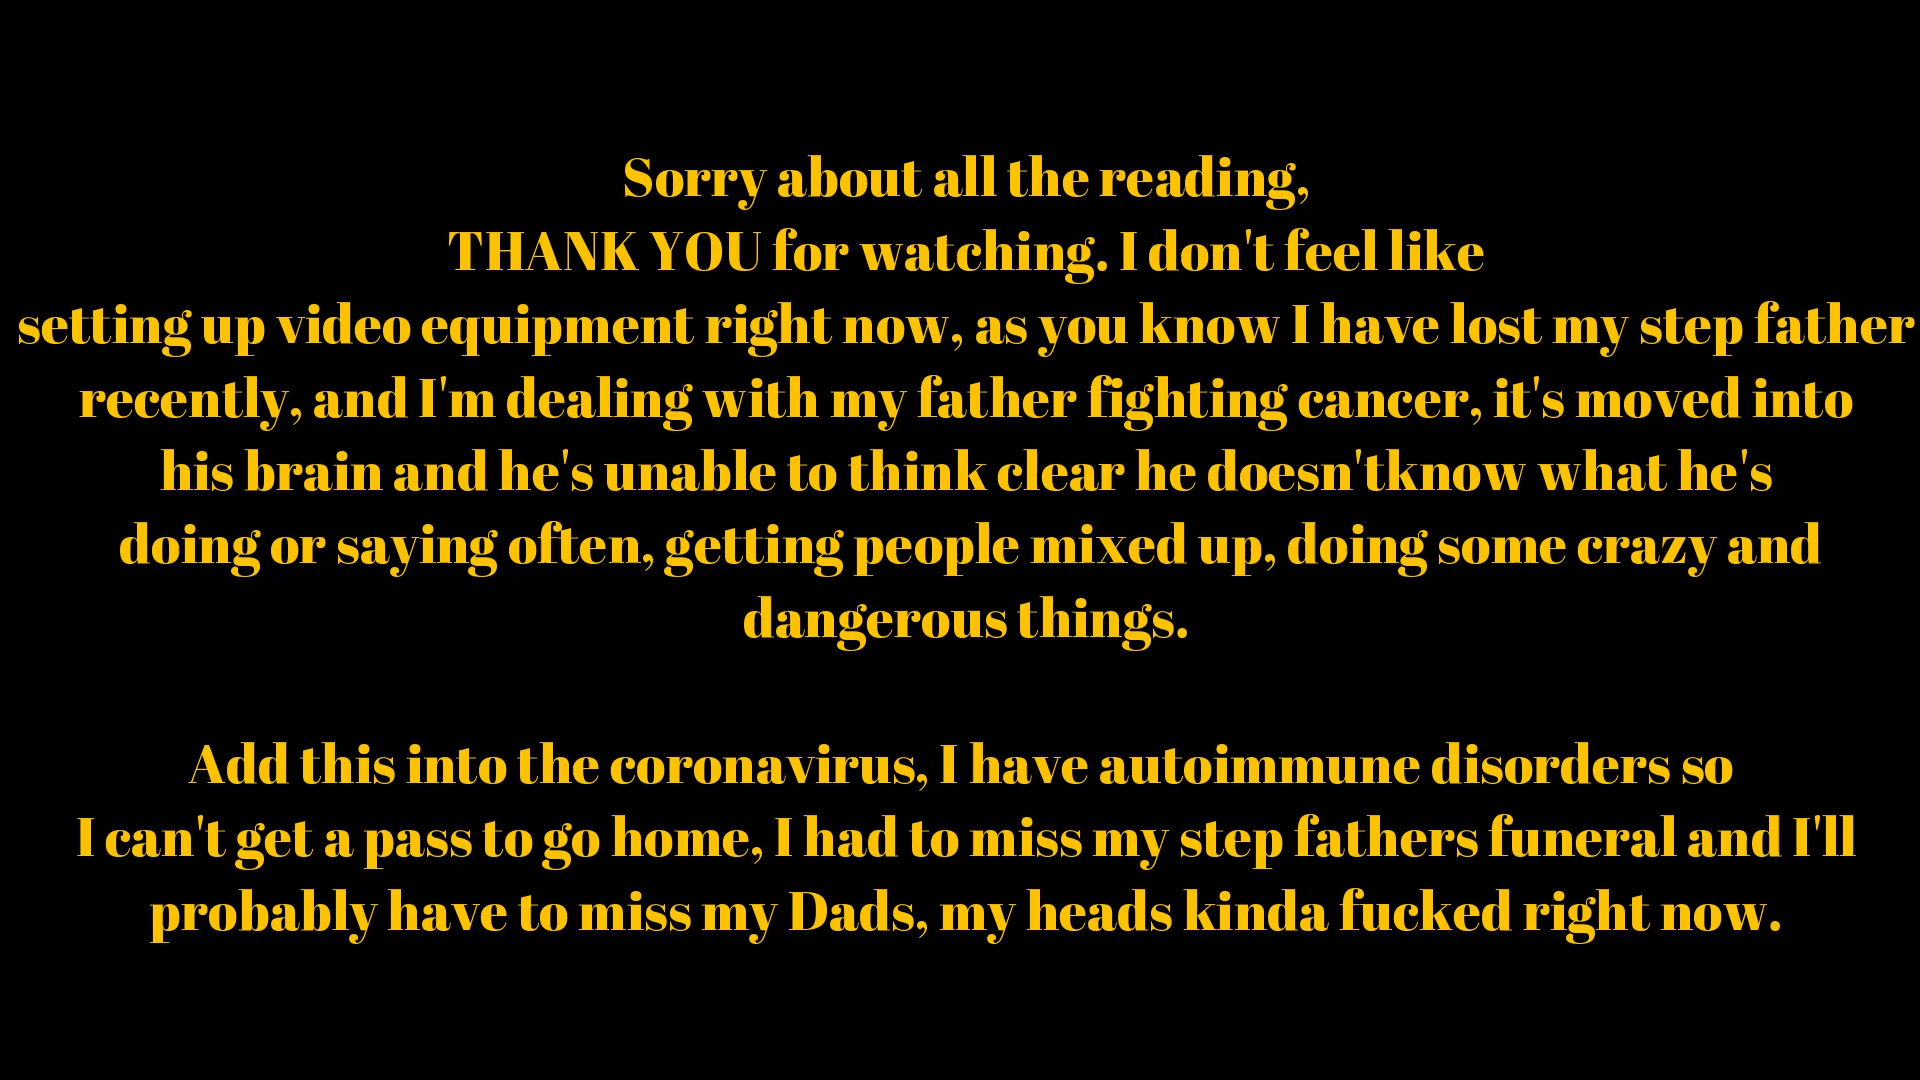 Sorry about all the reading,
THANK YOU for watching. I don't feel like
setting up video equipment right now, as you know I have lost my step father
recently, and I'm dealing with my father fighting cancer, it's moved into
his brain and he's unable to think clear he doesn'tknow what he's
doing or saying often, getting people mixed up, doing some crazy and
dangerous things.
Add this into the coronavirus, I have autoimmune disorders so
I can't get a pass to go home, I had to miss my step fathers funeral and I'll
probably have to miss my Dads, my heads kinda fucked right now.